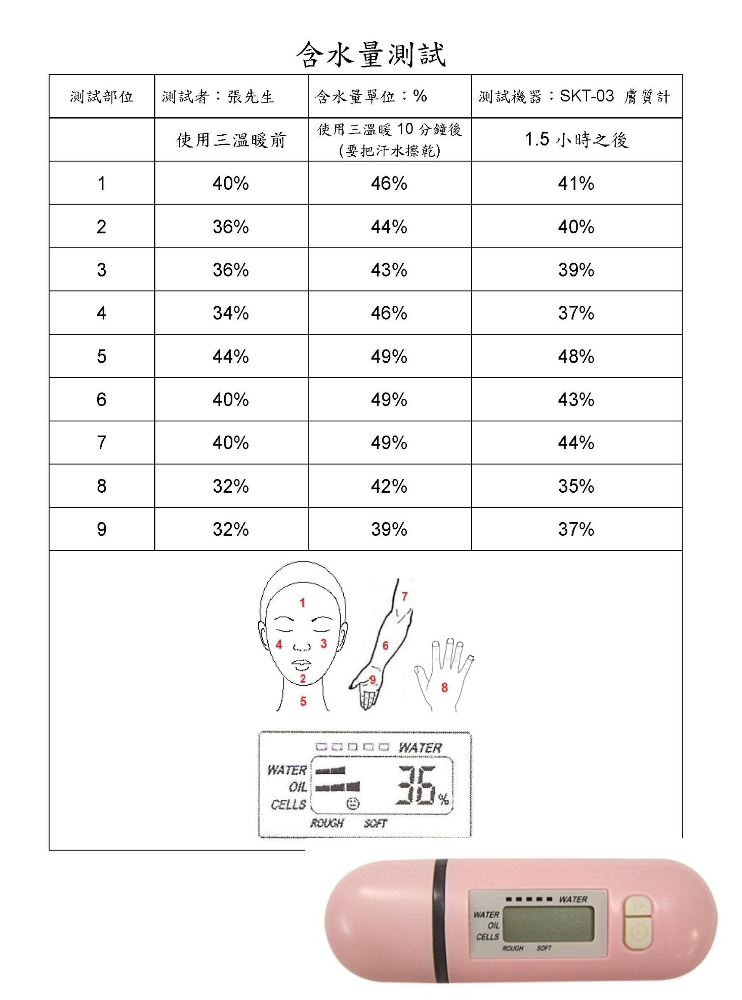 含水量測試
測試部位 測試者：張先生 含水量單位：% 測試機器：SKT-03 膚質計
使用三溫暖前 使用三溫暖 10 分鐘後 (要把汗水擦乾) 1.5 小時之後
1 40% 46% 41%
2 36% 44% 40%
3 36% 43% 39%
4 34% 46% 37%
5 44% 49% 48%
6 40% 49% 43%
7 40% 49% 44%
8 32% 42% 35%
9 32% 39% 37%
1
4 3
2
5
7
6
9
8
WATER
WATER
OIL
CELLS
36%
ROUGH SOFT
WATER
WATER
OIL
CELLS
ROUGH SOFT